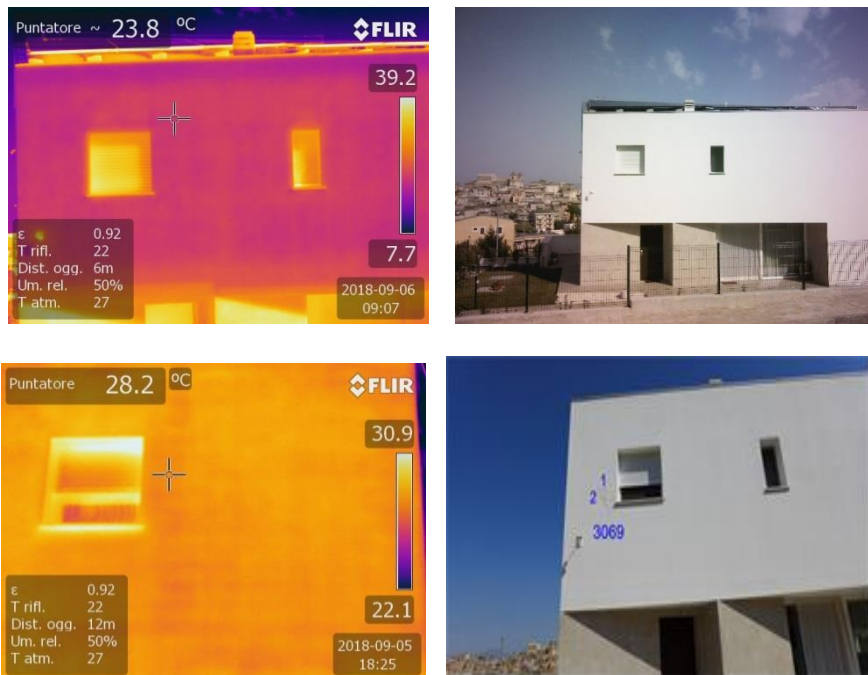 Puntatore ~ 23.8 °C
FLIR
39.2
7.7
ε 0.92
T rifl. 22
Dist. ogg. 6m
Um. rel. 50%
T atm. 27
2018-09-06
09:07
Puntatore 28.2 °C
FLIR
30.9
22.1
ε 0.92
T rifl. 22
Dist. ogg. 12m
Um. rel. 50%
T atm. 27
2018-09-05
18:25
1
2
3069